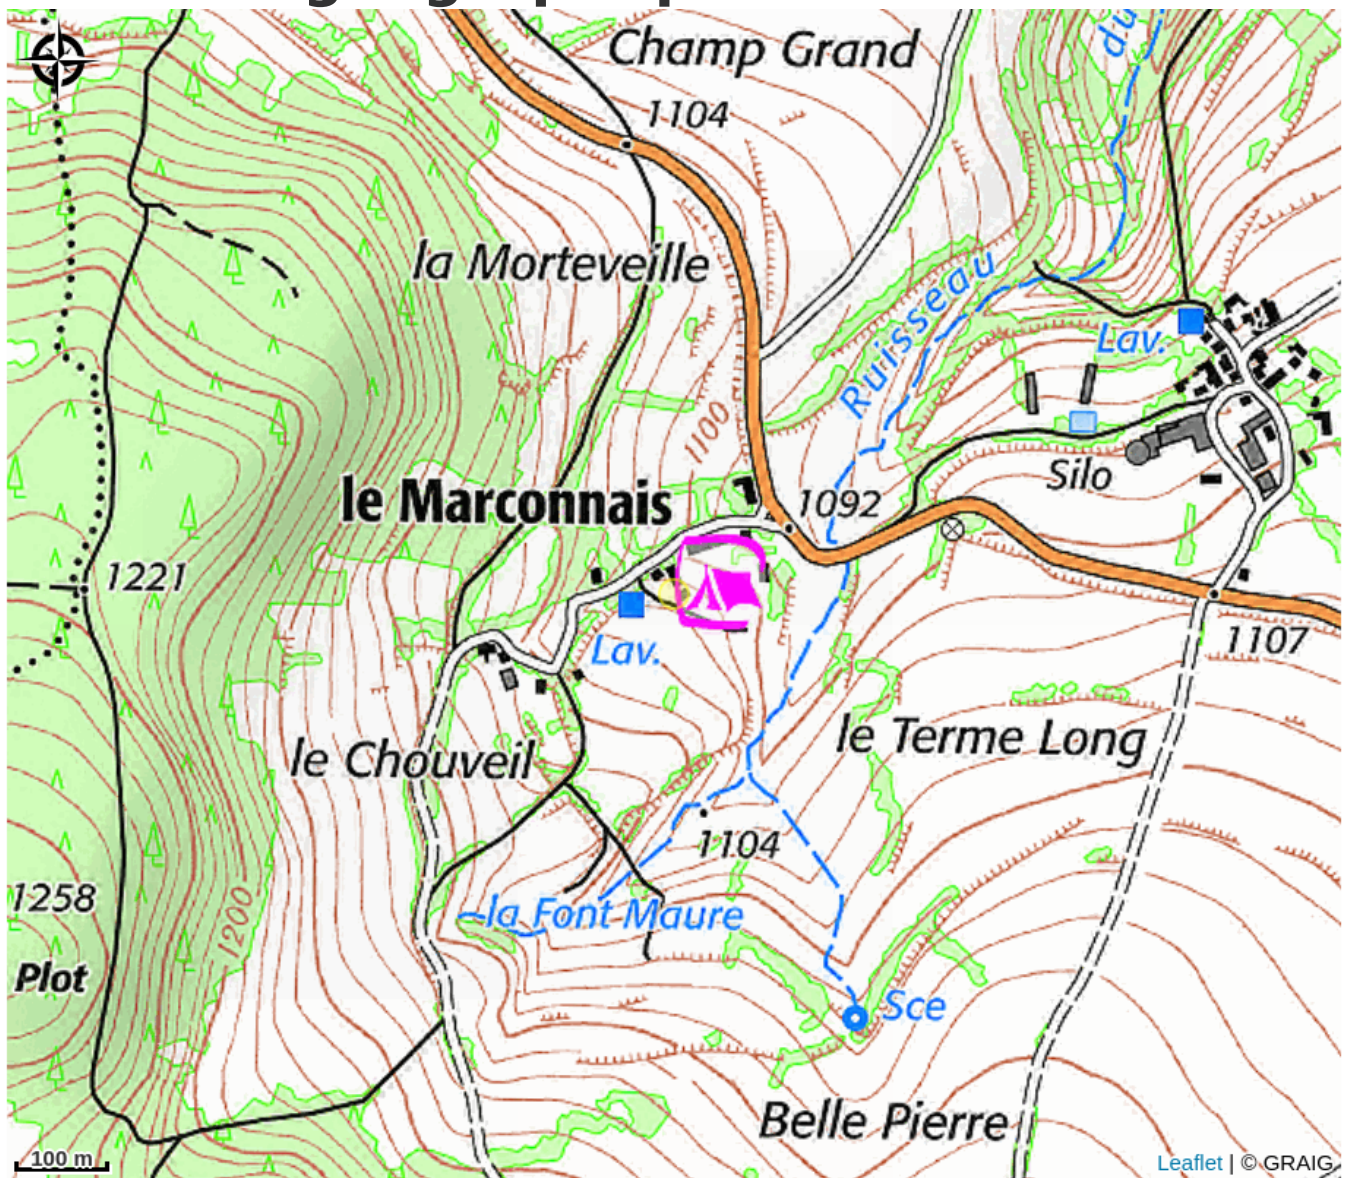 Champ Grand
du
1104
la Morteveille
Ruisseau
Lav.
1100
Silo
le Marconnais
1092
1221
Lav.
1107
le Terme Long
le Chouveil
1104
1258
1200
la Font Maure
Plot
Sce
Belle Pierre
100 m
Leaflet | © GRAIG